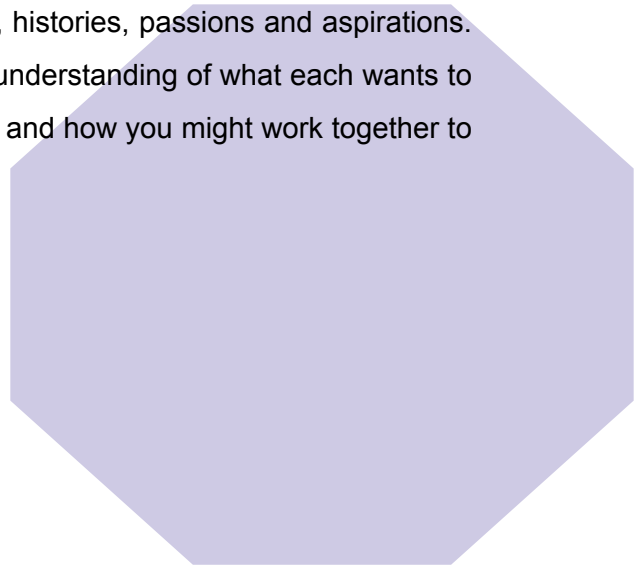 , histories, passions and aspirations.
understanding of what each wants to
and how you might work together to